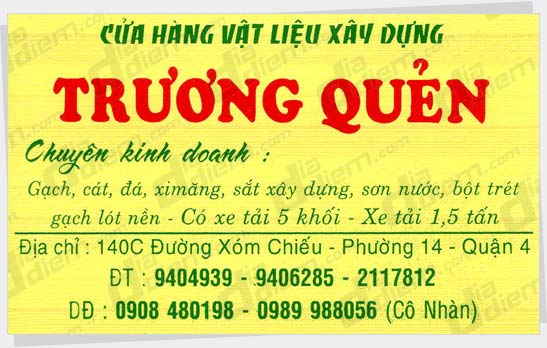 CỬA HÀNG VẬT LIỆU XÂY DỰNG
TRƯƠNG QUẺN
Chuyên kinh doanh :
Gạch, cát, đá, ximăng, sắt xây dựng, sơn nước, bột trét
gạch lót nền - Có xe tải 5 khối - Xe tải 1,5 tấn
Địa chỉ : 140C Đường Xóm Chiếu - Phường 14 - Quận 4
ĐT : 9404939 - 9406285 - 2117812
DĐ : 0908 480198 - 0989 988056 (Cô Nhàn)